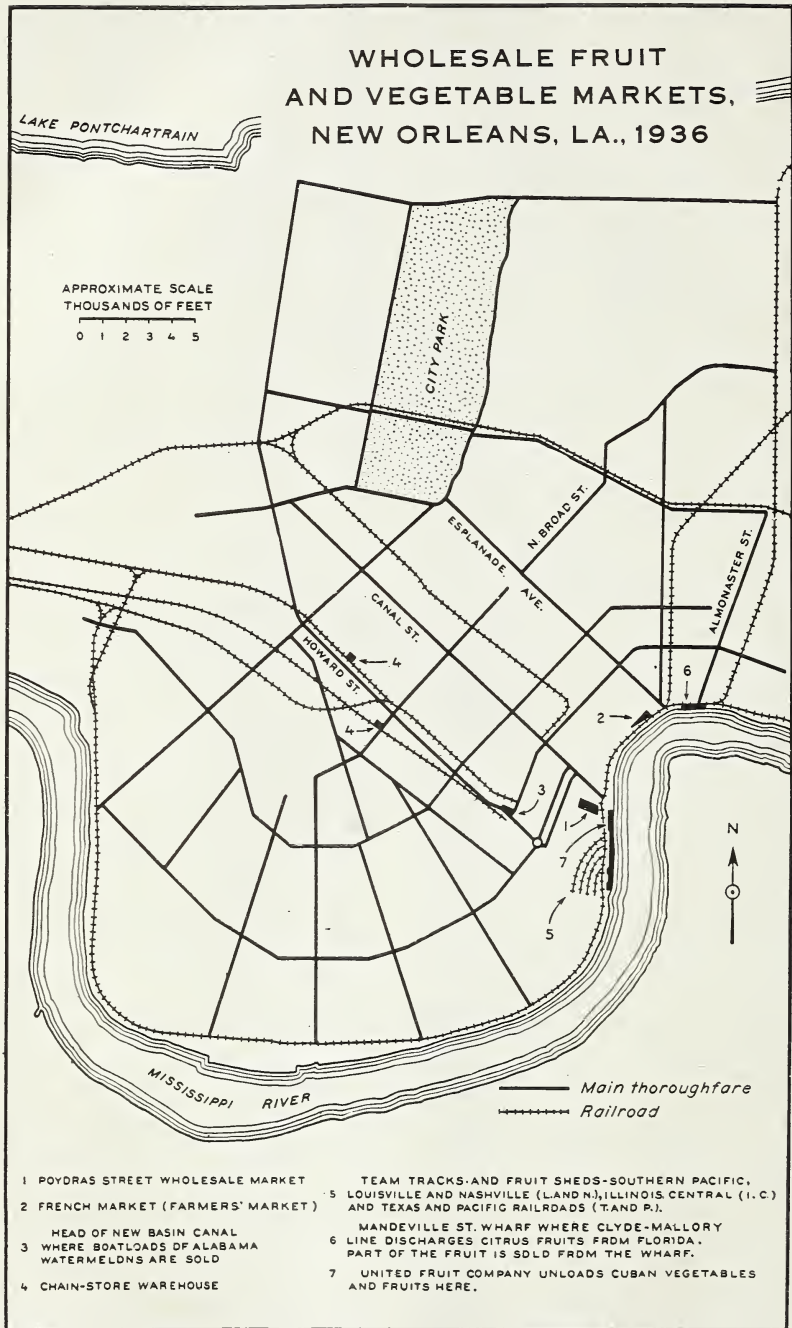 WHOLESALE FRUIT
AND VEGETABLE MARKETS,
NEW ORLEANS, LA., 1936
LAKE PONTCHARTRAIN
APPROXIMATE SCALE
THOUSANDS OF FEET
0 1 2 3 4 5
CITY PARK
N. BROAD ST.
ESPLANADE AVE.
ALMONASTER ST.
CANAL ST.
HOWARD ST.
4
4
6
2
3
1
7
5
N
MISSISSIPPI RIVER
Main thoroughfare
Railroad
1 POYDRAS STREET WHOLESALE MARKET
2 FRENCH MARKET (FARMERS' MARKET)
HEAD OF NEW BASIN CANAL
3 WHERE BOATLOADS OF ALABAMA
WATERMELONS ARE SOLD
4 CHAIN-STORE WAREHOUSE
TEAM TRACKS-AND FRUIT SHEDS-SOUTHERN PACIFIC,
5 LOUISVILLE AND NASHVILLE (L.AND N.), ILLINOIS CENTRAL (I.C.)
AND TEXAS AND PACIFIC RAILROADS (T.AND P.).
MANDEVILLE ST. WHARF WHERE CLYDE-MALLORY
6 LINE DISCHARGES CITRUS FRUITS FROM FLORIDA.
PART OF THE FRUIT IS SOLD FROM THE WHARF.
7 UNITED FRUIT COMPANY UNLOADS CUBAN VEGETABLES
AND FRUITS HERE.